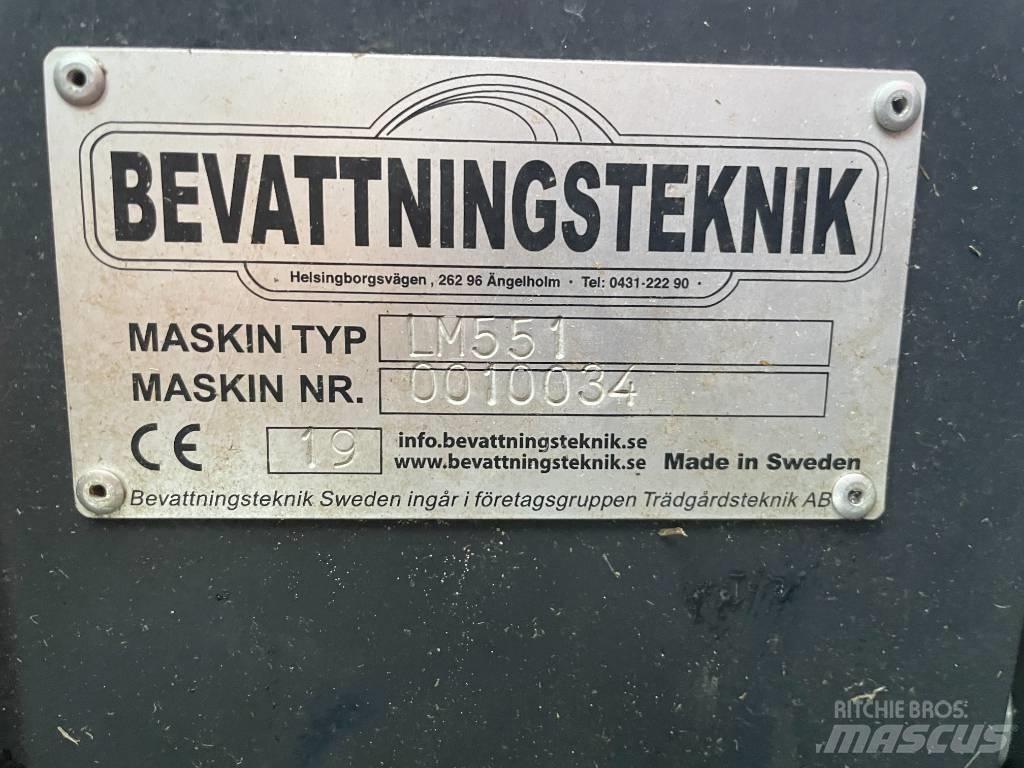 BEVATTNINGSTEKNIK
Helsingborgsvägen , 262 96 Ängelholm · Tel: 0431-222 90 ·
MASKIN TYP LM551
MASKIN NR. 0010034
CE 19 info.bevattningsteknik.se
www.bevattningsteknik.se Made in Sweden
Bevattningsteknik Sweden ingår i företagsgruppen Trädgårdsteknik AB
RITCHIE BROS.
MASCUS